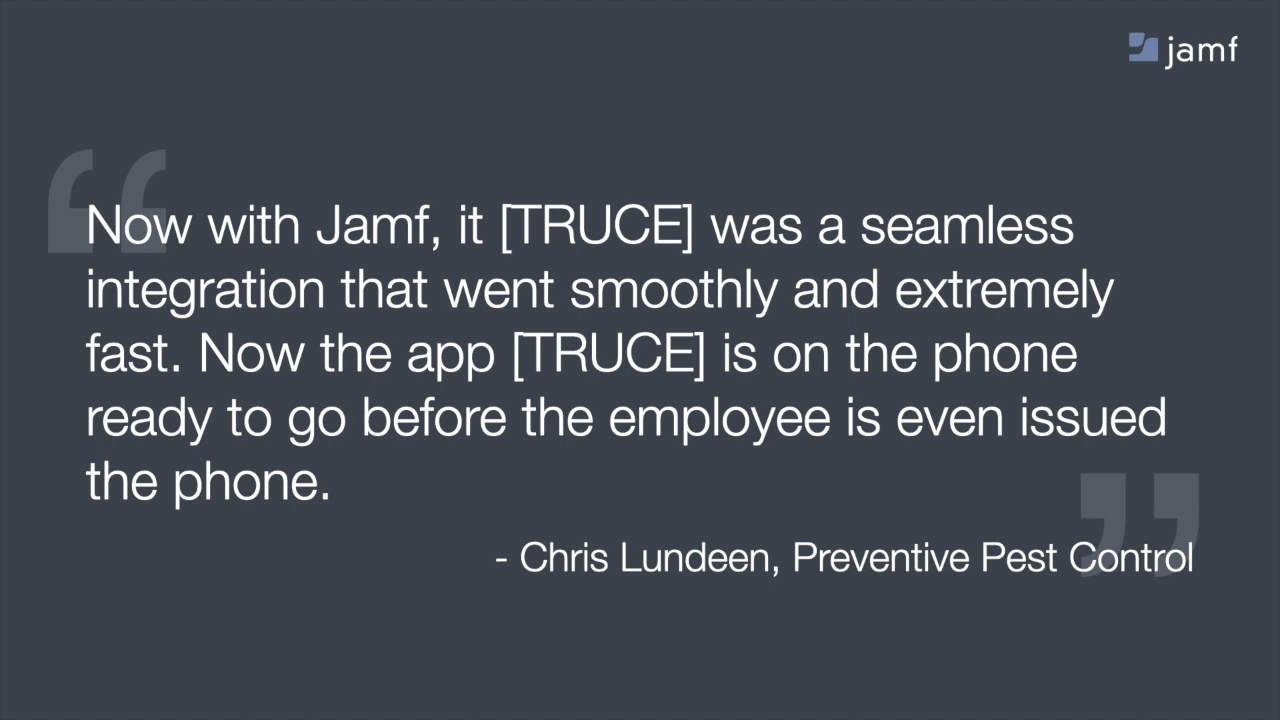 jamf
“
Now with Jamf, it [TRUCE] was a seamless
integration that went smoothly and extremely
fast. Now the app [TRUCE] is on the phone
ready to go before the employee is even issued
the phone.
”
- Chris Lundeen, Preventive Pest Control